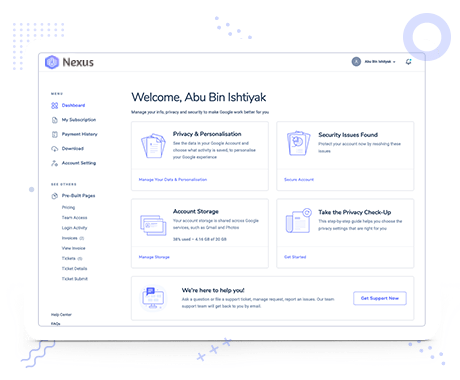 Nexus
Abu Bin Ishtiyak
MENU
Dashboard
My Subscription
Payment History
Download
Account Setting
SEE OTHERS
Pre-Built Pages
Pricing
Team Access
Login Activity
Invoices
View Invoice
Tickets
Ticket Details
Ticket Submit
Help Center
FAQs
Welcome, Abu Bin Ishtiyak
Manage your info, privacy and security to make Google work better for you
Privacy & Personalisation
See the data in your Google Account and
choose what activity is saved, to personalise
your Google experience
Manage Your Data & Personalisation
Security Issues Found
Protect your account now by resolving these
issues
Secure Account
Account Storage
Your account storage is shared across Google
services, such as Gmail and Photos
38% used – 4.16 GB of 20 GB
Manage Storage
Take the Privacy Check-Up
This step-by-step guide helps you choose the
privacy settings that are right for you
Get Started
We're here to help you!
Ask a question or file a support ticket, manage request, report an issues. Our team
support team will get back to you by email.
Get Support Now